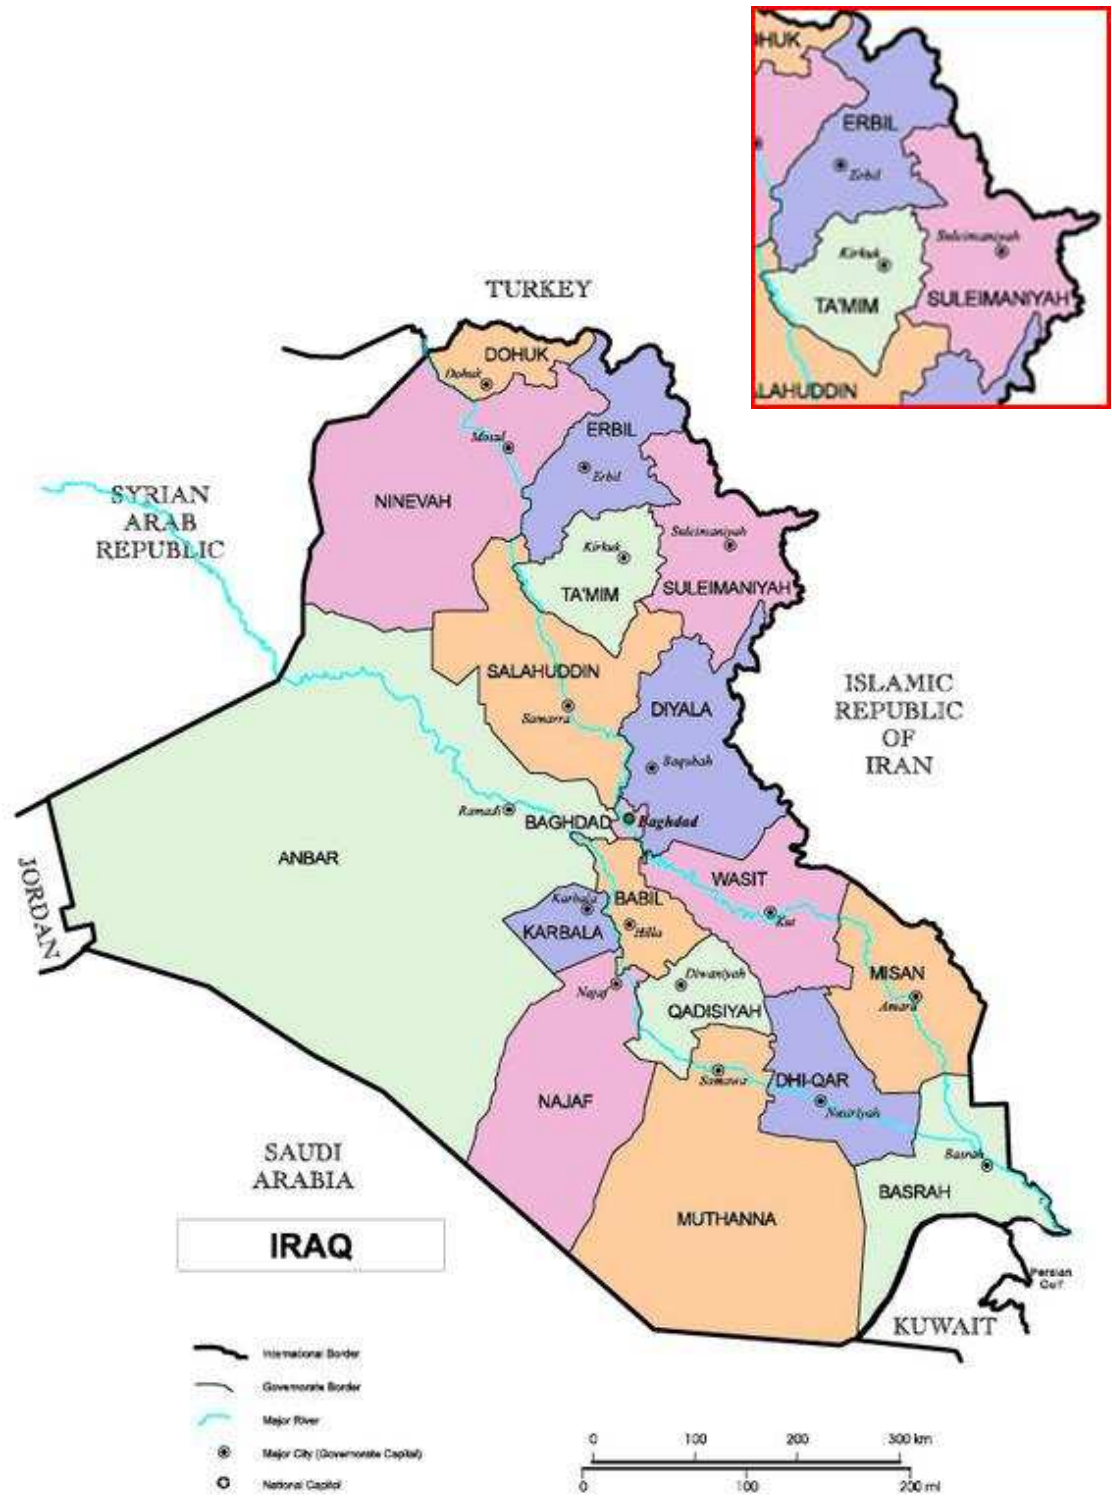 HUK
ERBIL
Erbil
Suleimaniyah
Kirkuk
TA'MIM
SULEIMANIYAH
LAHUDDIN
TURKEY
DOHUK
Dohuk
ERBIL
Mosul
Erbil
NINEVAH
SYRIAN
ARAB
REPUBLIC
Suleimaniyah
Kirkuk
TA'MIM
SULEIMANIYAH
SALAHUDDIN
Samarra
DIYALA
ISLAMIC
REPUBLIC
OF
IRAN
Baqubah
Ramadi
BAGHDAD
Baghdad
ANBAR
JORDAN
WASIT
Karbala
BABIL
KARBALA
Hilla
Kut
MISAN
Diwaniyah
Najaf
QADISIYAH
Amara
Samawa
DHI-QAR
NAJAF
Nasiriyah
SAUDI
ARABIA
Basrah
BASRAH
MUTHANNA
IRAQ
Persian
Gulf
KUWAIT
International Border
Governorate Border
Major River
Major City (Governorate Capital)
National Capitol
0 100 200 300 km
0 100 200 mi